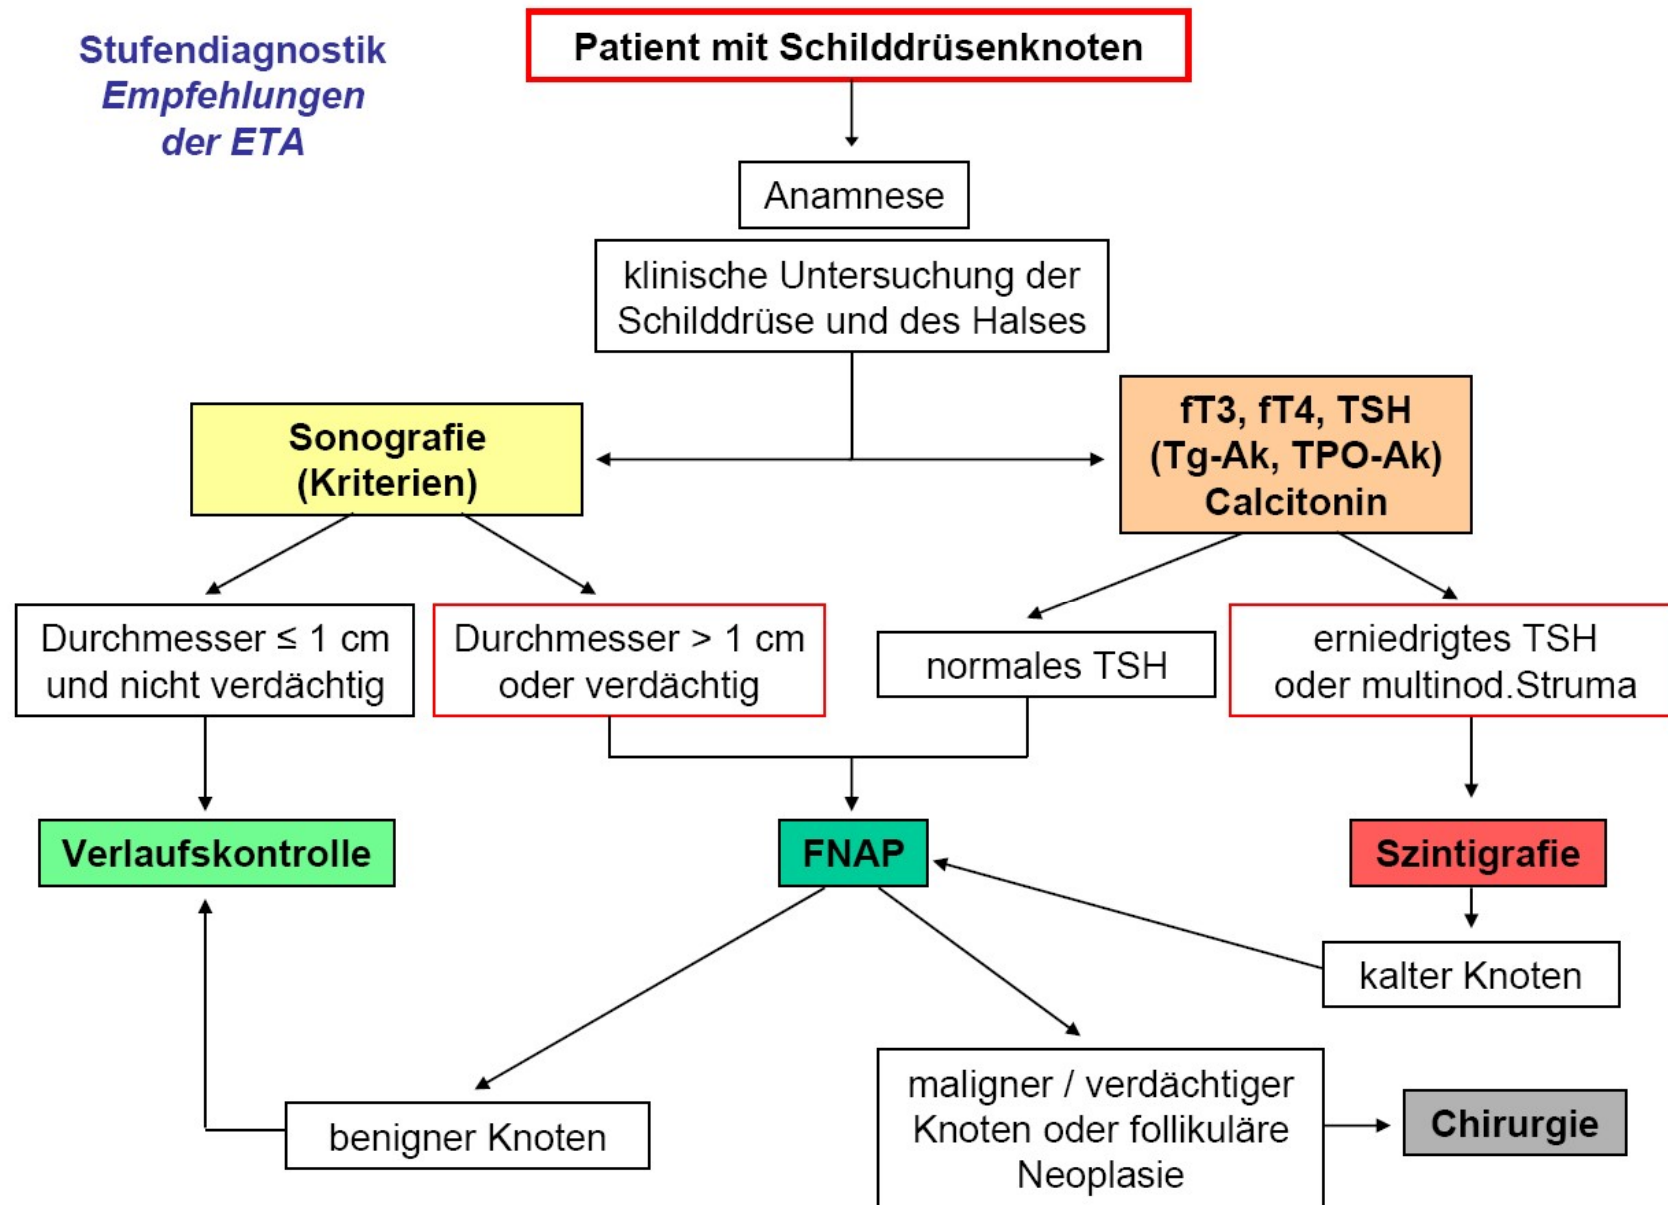 Stufendiagnostik
Empfehlungen
der ETA
Patient mit Schilddrüsenknoten
Anamnese
klinische Untersuchung der
Schilddrüse und des Halses
Sonografie
(Kriterien)
fT3, fT4, TSH
(Tg-Ak, TPO-Ak)
Calcitonin
Durchmesser ≤ 1 cm
und nicht verdächtig
Durchmesser > 1 cm
oder verdächtig
normales TSH
erniedrigtes TSH
oder multinod.Struma
Verlaufskontrolle
FNAP
Szintigrafie
kalter Knoten
benigner Knoten
maligner / verdächtiger
Knoten oder follikuläre
Neoplasie
Chirurgie